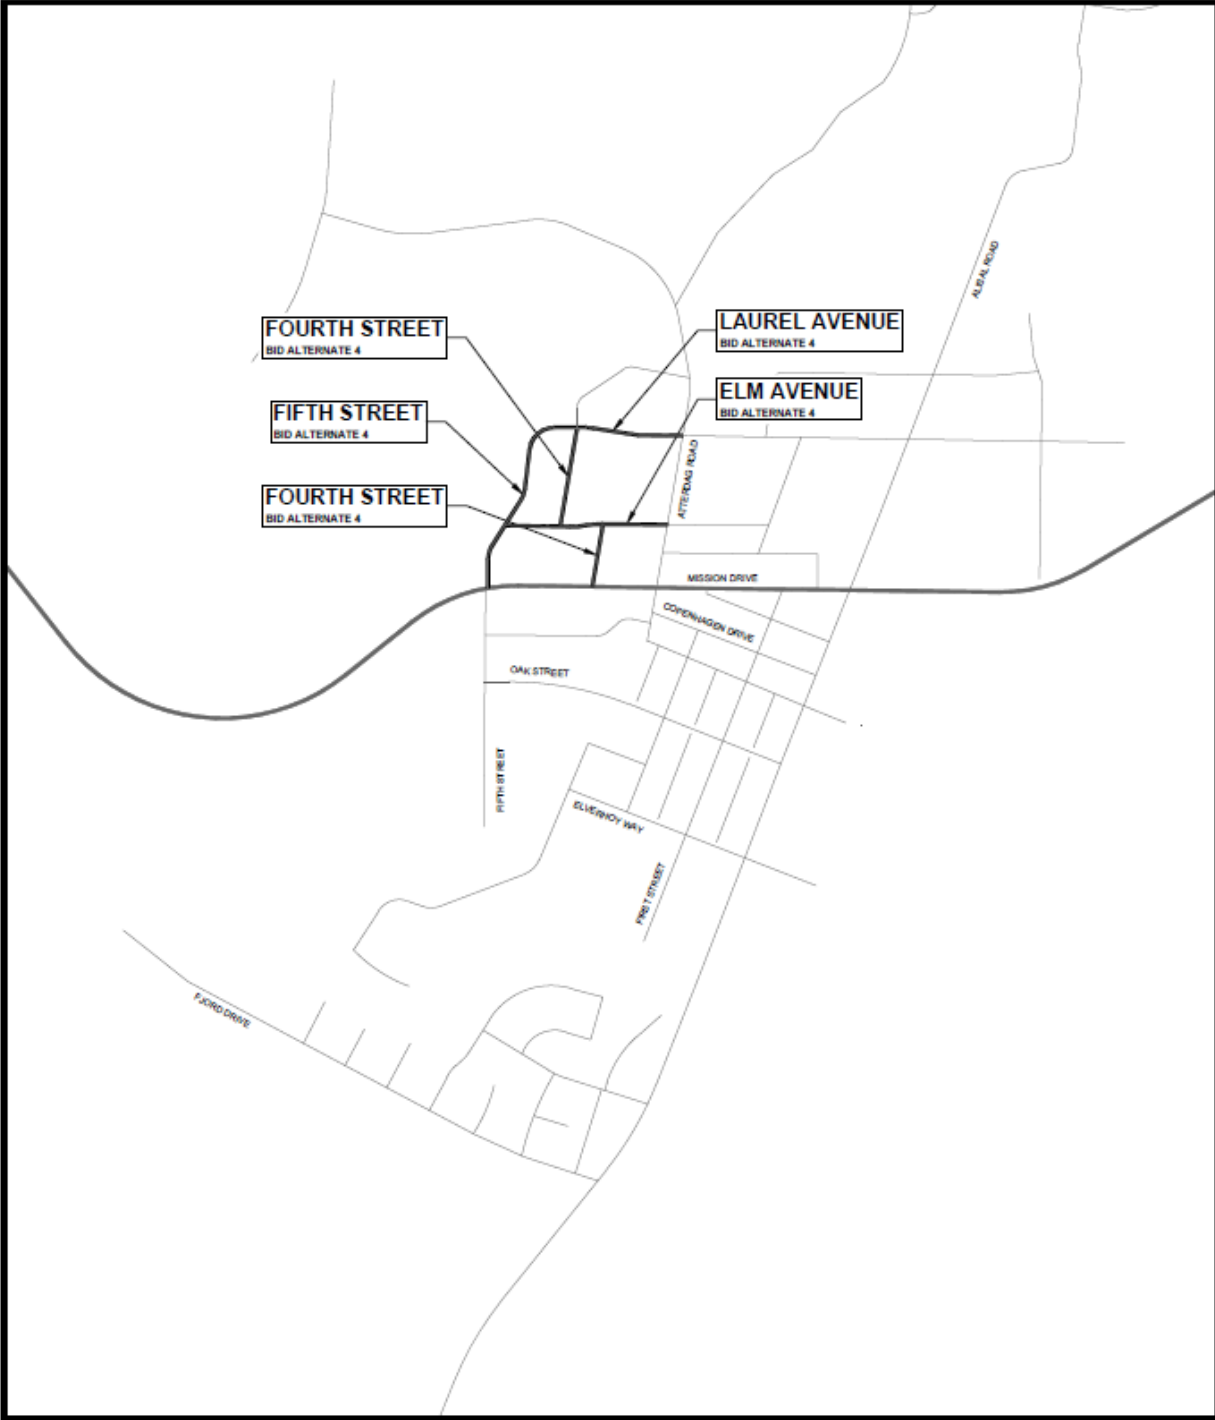 ALISAL ROAD
FOURTH STREET
BID ALTERNATE 4
LAUREL AVENUE
BID ALTERNATE 4
ELM AVENUE
BID ALTERNATE 4
FIFTH STREET
BID ALTERNATE 4
ATTERDAG ROAD
FOURTH STREET
BID ALTERNATE 4
MISSION DRIVE
COPENHAGEN DRIVE
OAK STREET
FIFTH STREET
ELVERHOY WAY
FIRST STREET
FJORD DRIVE